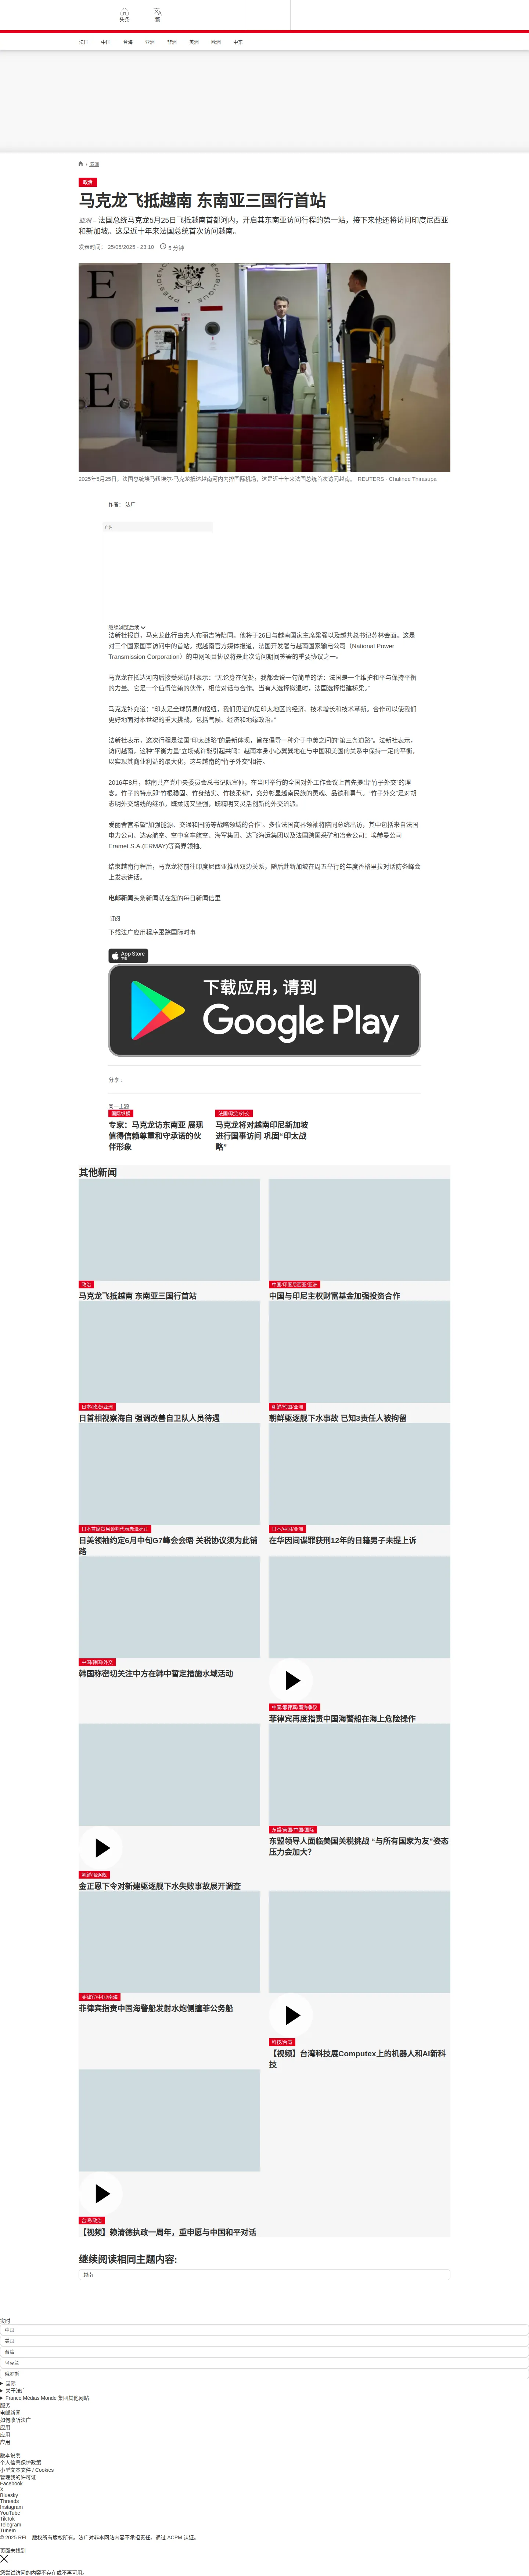 头条
繁
法国 中国 台海 亚洲 非洲 美洲 欧洲 中东
/ 亚洲
政治
马克龙飞抵越南 东南亚三国行首站
亚洲 – 法国总统马克龙5月25日飞抵越南首都河内，开启其东南亚访问行程的第一站，接下来他还将访问印度尼西亚
和新加坡。这是近十年来法国总统首次访问越南。
发表时间： 25/05/2025 - 23:10 5 分钟
2025年5月25日，法国总统埃马纽埃尔·马克龙抵达越南河内内排国际机场，这是近十年来法国总统首次访问越南。 REUTERS - Chalinee Thirasupa
作者： 法广
广告
继续浏览后续
法新社报道，马克龙此行由夫人布丽吉特陪同。他将于26日与越南国家主席梁强以及越共总书记苏林会面。这是
对三个国家国事访问中的首站。据越南官方媒体报道，法国开发署与越南国家输电公司（National Power
Transmission Corporation）的电网项目协议将是此次访问期间签署的重要协议之一。
马克龙在抵达河内后接受采访时表示：“无论身在何处，我都会说一句简单的话：法国是一个维护和平与保持平衡
的力量。它是一个值得信赖的伙伴，相信对话与合作。当有人选择撤退时，法国选择搭建桥梁。”
马克龙补充道：“印太是全球贸易的枢纽，我们见证的是印太地区的经济、技术增长和技术革新。合作可以使我们
更好地面对本世纪的重大挑战，包括气候、经济和地缘政治。”
法新社表示，这次行程是法国“印太战略”的最新体现，旨在倡导一种介于中美之间的“第三条道路”。法新社表示，
访问越南，这种“平衡力量”立场或许能引起共鸣：越南本身小心翼翼地在与中国和美国的关系中保持一定的平衡，
以实现其商业利益的最大化，这与越南的“竹子外交”相符。
2016年8月，越南共产党中央委员会总书记阮富仲，在当时举行的全国对外工作会议上首先提出“竹子外交”的理
念。竹子的特点即“竹根稳固、竹身结实、竹枝柔韧”，充分彰显越南民族的灵魂、品德和勇气。“竹子外交”是对胡
志明外交路线的继承，既柔韧又坚强，既精明又灵活创新的外交流派。
爱丽舍宫希望“加强能源、交通和国防等战略领域的合作”。多位法国商界领袖将陪同总统出访，其中包括来自法国
电力公司、达索航空、空中客车航空、海军集团、达飞海运集团以及法国跨国采矿和冶金公司：埃赫曼公司
Eramet S.A.(ERMAY)等商界领袖。
结束越南行程后，马克龙将前往印度尼西亚推动双边关系，随后赴新加坡在周五举行的年度香格里拉对话防务峰会
上发表讲话。
电邮新闻头条新闻就在您的每日新闻信里
订阅
下载法广应用程序跟踪国际时事
App Store
下载应用，请到
Google Play
分享 :
同一主题
国际纵横
专家：马克龙访东南亚 展现
值得信赖尊重和守承诺的伙
伴形象
法国/政治/外交
马克龙将对越南印尼新加坡
进行国事访问 巩固“印太战
略”
其他新闻
政治
马克龙飞抵越南 东南亚三国行首站
中国/印度尼西亚/亚洲
中国与印尼主权财富基金加强投资合作
日本/政治/亚洲
日首相视察海自 强调改善自卫队人员待遇
朝鲜/韩国/亚洲
朝鲜驱逐舰下水事故 已知3责任人被拘留
日本首席贸易谈判代表赤泽亮正
日美领袖约定6月中旬G7峰会会晤 关税协议须为此铺
路
日本/中国/亚洲
在华因间谍罪获刑12年的日籍男子未提上诉
中国/韩国/外交
韩国称密切关注中方在韩中暂定措施水域活动
中国/菲律宾/南海争议
菲律宾再度指责中国海警船在海上危险操作
朝鲜/驱逐舰
金正恩下令对新建驱逐舰下水失败事故展开调查
东盟/美国/中国/国际
东盟领导人面临美国关税挑战 “与所有国家为友”姿态
压力会加大？
菲律宾/中国/南海
菲律宾指责中国海警船发射水炮侧撞菲公务船
科技/台湾
【视频】台湾科技展Computex上的机器人和AI新科
技
台湾/政治
【视频】赖清德执政一周年，重申愿与中国和平对话
继续阅读相同主题内容:
越南
实时
中国
美国
台湾
乌克兰
俄罗斯
国际
关于法广
France Médias Monde 集团其他网站
服务
电邮新闻
如何收听法广
应用
应用
应用
版本说明
个人信息保护政策
小型文本文件 / Cookies
管理我的许可证
Facebook
X
Bluesky
Threads
Instagram
YouTube
TikTok
Telegram
TuneIn
© 2025 RFI – 版权所有版权所有。法广对非本网站内容不承担责任。通过 ACPM 认证。
页面未找到
您尝试访问的内容不存在或不再可用。